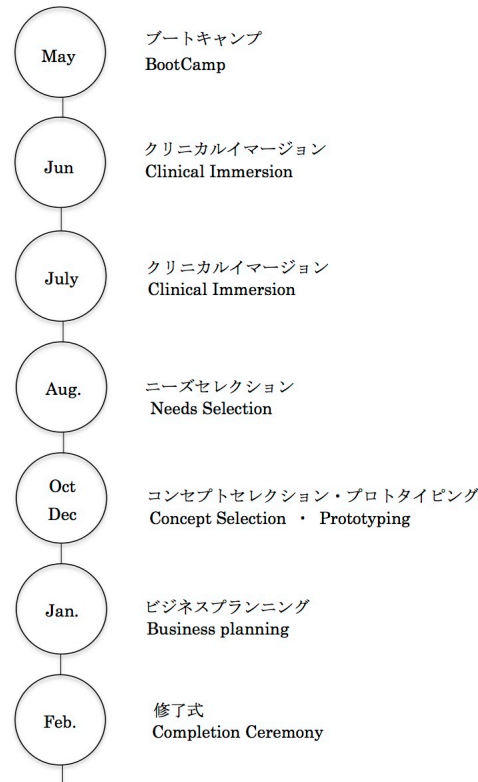 May
ブートキャンプ
BootCamp
Jun
クリニカルイマージョン
Clinical Immersion
July
クリニカルイマージョン
Clinical Immersion
Aug.
ニーズセレクション
Needs Selection
Oct
Dec
コンセプトセレクション・プロトタイピング
Concept Selection ・ Prototyping
Jan.
ビジネスプランニング
Business planning
Feb.
修了式
Completion Ceremony